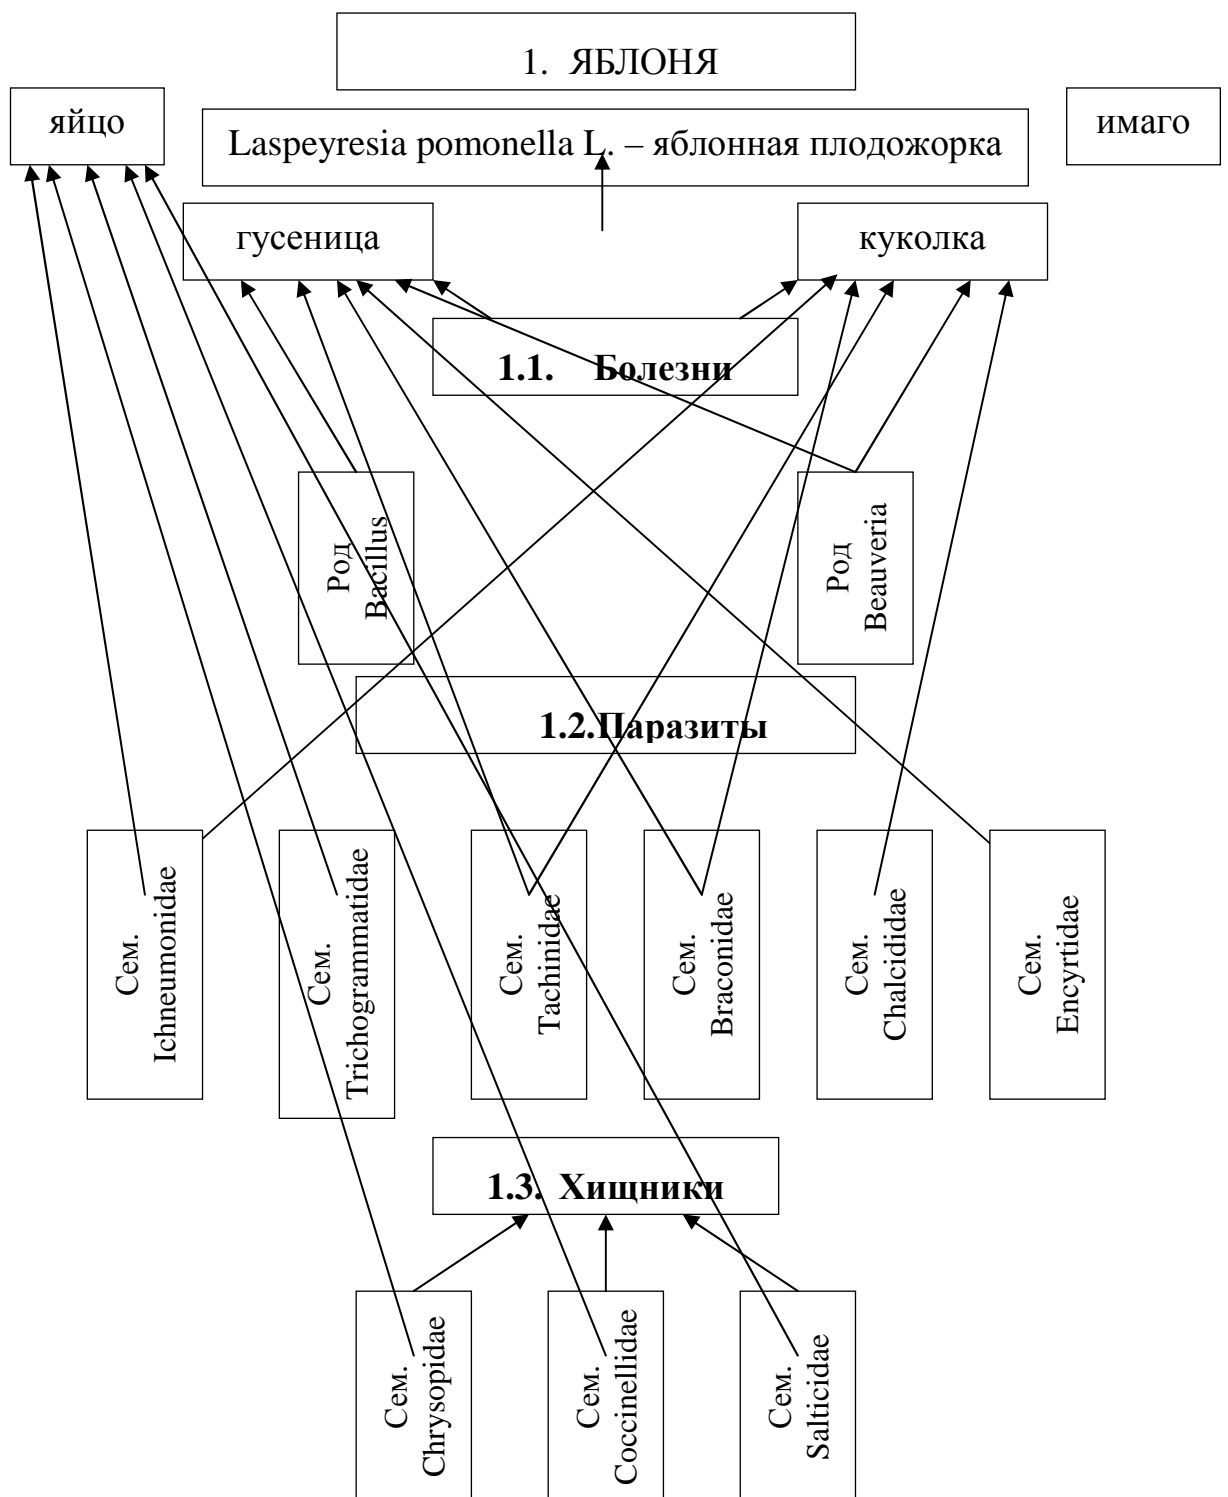 1. ЯБЛОНЯ
яйцо
Laspeyresia pomonella L. – яблонная плодожорка
имаго
гусеница
куколка
1.1. Болезни
Род
Bacillus
Род
Beauveria
1.2.Паразиты
Сем.
Ichneumonidae
Сем.
Trichogrammatidae
Сем.
Tachinidae
Сем.
Braconidae
Сем.
Chalcididae
Сем.
Encyrtidae
1.3. Хищники
Сем.
Chrysopidae
Сем.
Coccinellidae
Сем.
Salticidae